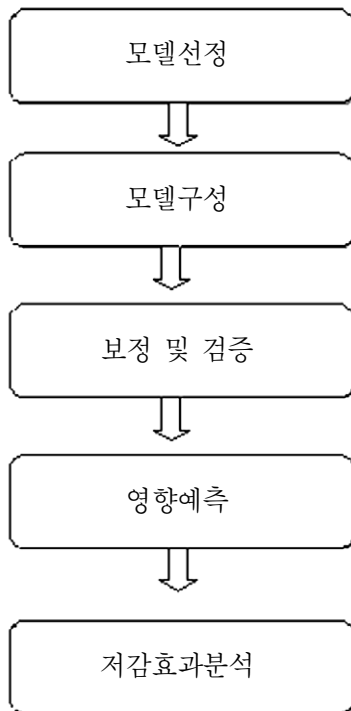 모델선정
모델구성
보정 및 검증
영향예측
저감효과분석